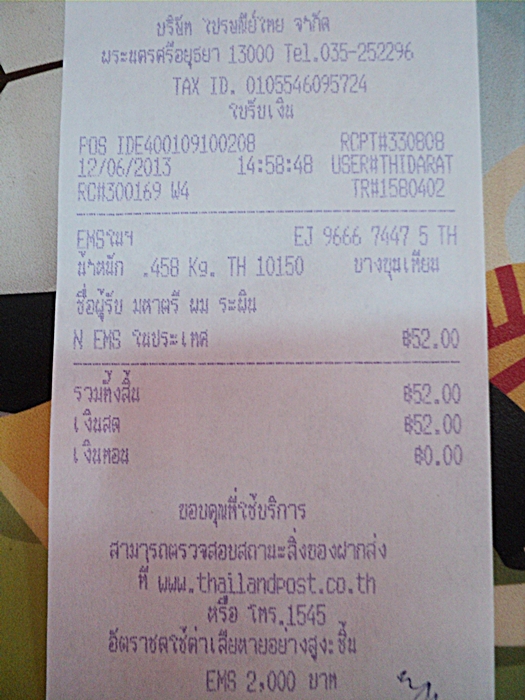 บริษัท ไปรษณีย์ไทย จำกัด
พระนครศรีอยุธยา 13000 Tel.035-252296
TAX ID. 0105546095724
ใบรับเงิน
POS IDE400109100208 RCPT#330808
12/06/2013 14:58:48 USER#THIDARAT
RC#300169 W4 TR#1580402
EMSในฯ EJ 9666 7447 5 TH
น้ำหนัก .458 Kg. TH 10150 บางขุนเทียน
ชื่อผู้รับ มหาตรี ผม ระฝิน
N EMS ในประเทศ ฿52.00
รวมทั้งสิ้น ฿52.00
เงินสด ฿52.00
เงินทอน ฿0.00
ขอบคุณที่ใช้บริการ
สามารถตรวจสอบสถานะสิ่งของฝากส่ง
ที่ www.thailandpost.co.th
หรือ โทร.1545
อัตราชดใช้ค่าเสียหายอย่างสูงะชิ้น
EMS 2,000 บาท